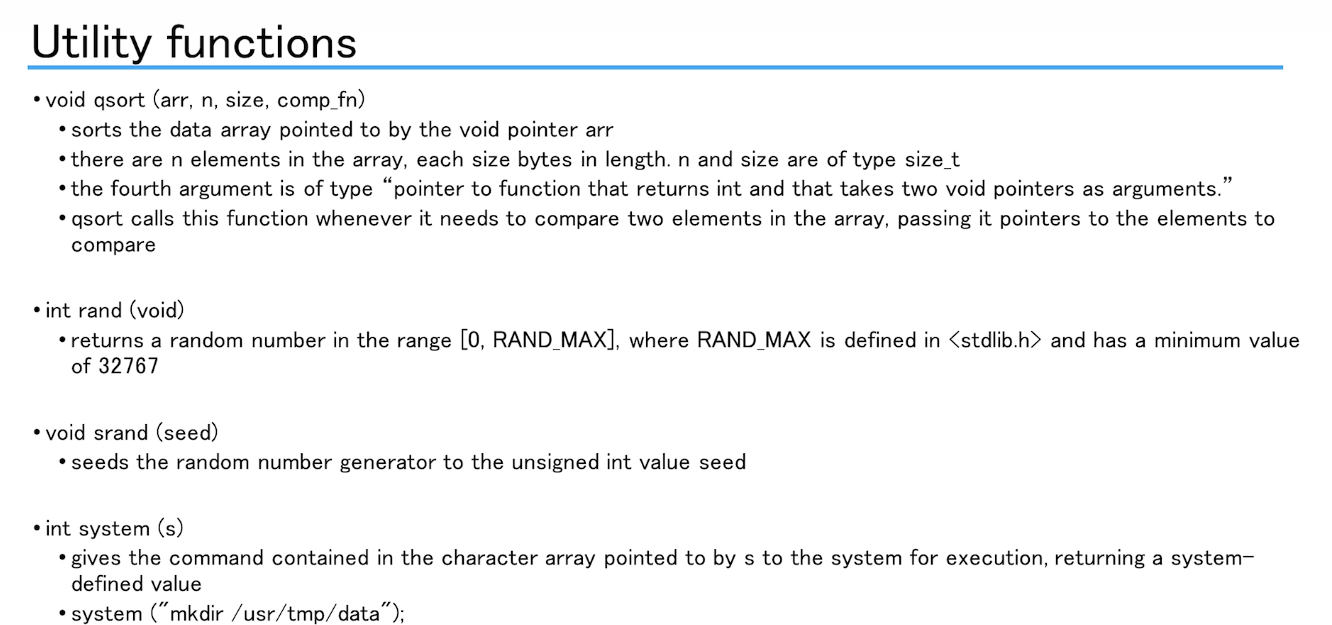 Utility functions
• void qsort (arr, n, size, comp_fn)
• sorts the data array pointed to by the void pointer arr
• there are n elements in the array, each size bytes in length. n and size are of type size_t
• the fourth argument is of type “pointer to function that returns int and that takes two void pointers as arguments.”
• qsort calls this function whenever it needs to compare two elements in the array, passing it pointers to the elements to
compare
• int rand (void)
• returns a random number in the range [0, RAND_MAX], where RAND_MAX is defined in <stdlib.h> and has a minimum value
of 32767
• void srand (seed)
• seeds the random number generator to the unsigned int value seed
• int system (s)
• gives the command contained in the character array pointed to by s to the system for execution, returning a system-
defined value
• system ("mkdir /usr/tmp/data");